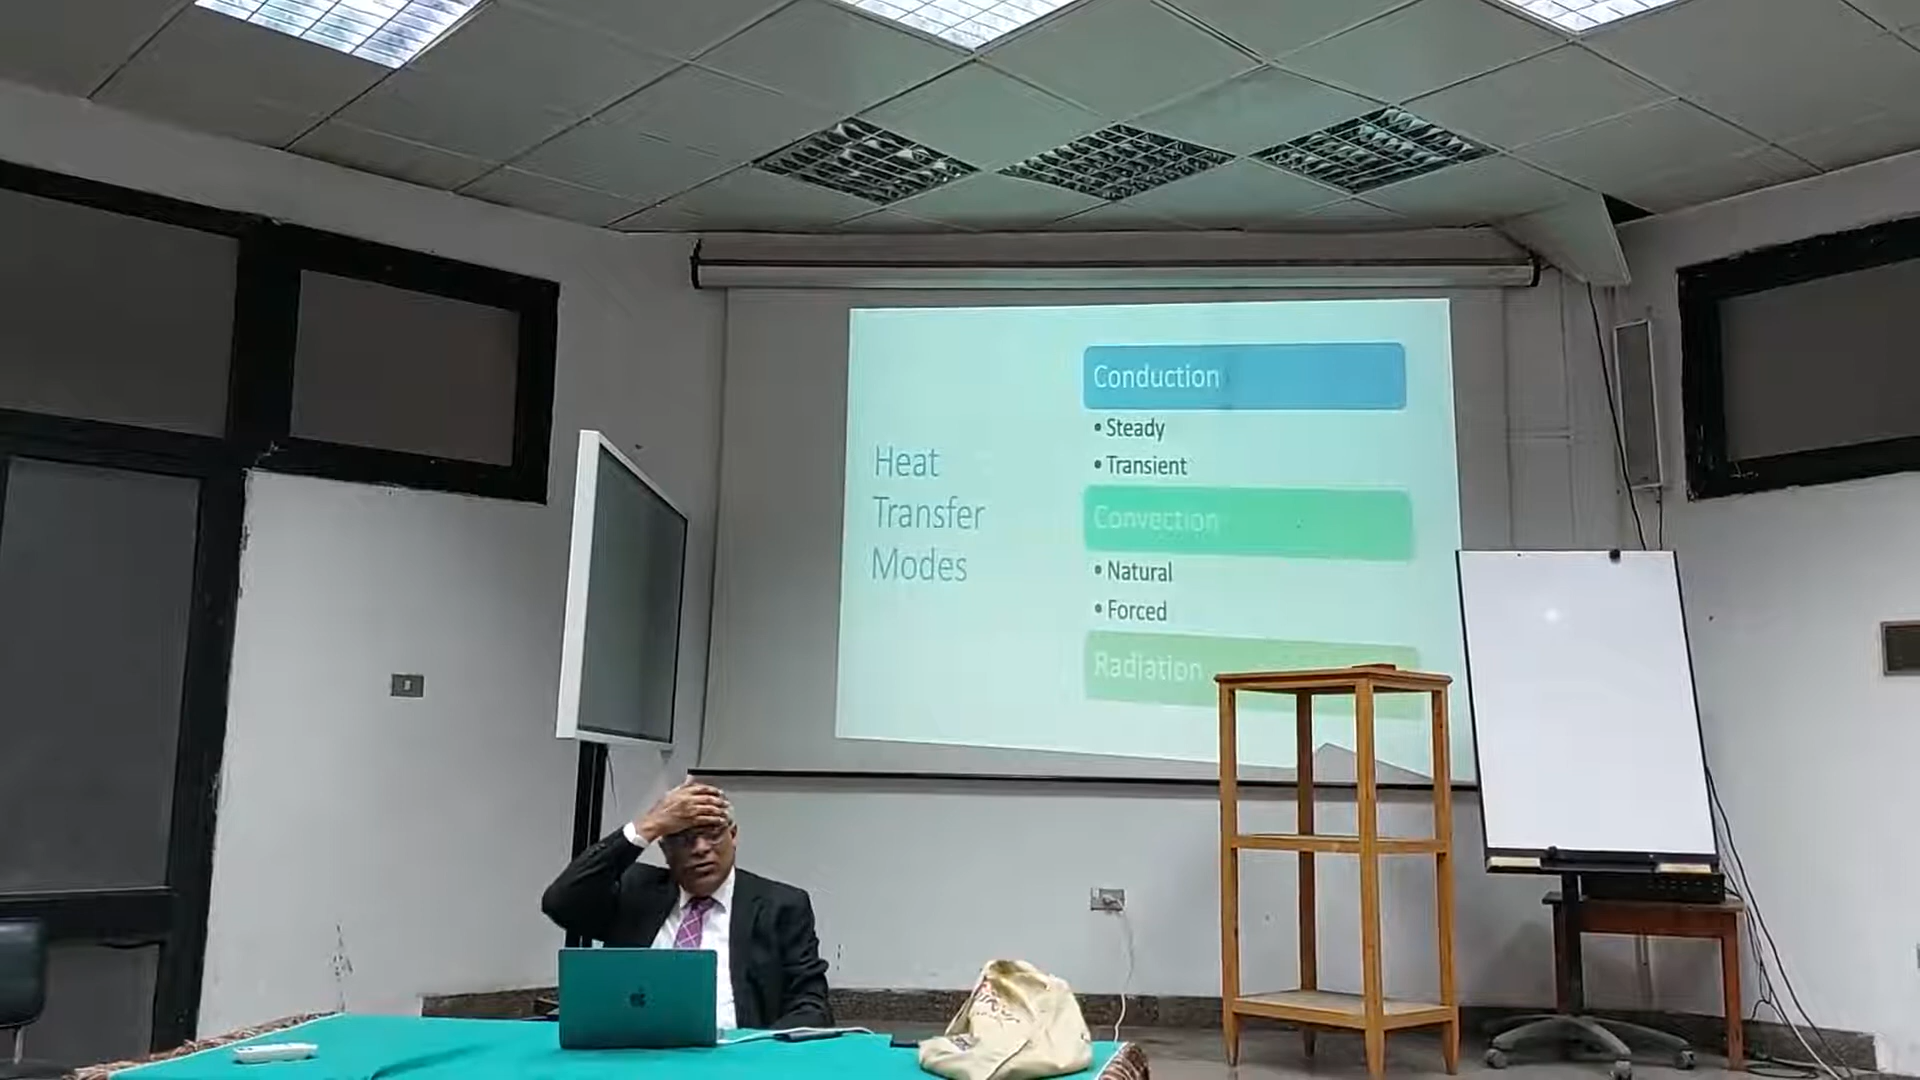 Heat
Transfer
Modes
Conduction
• Steady
• Transient
Convection
• Natural
• Forced
Radiation